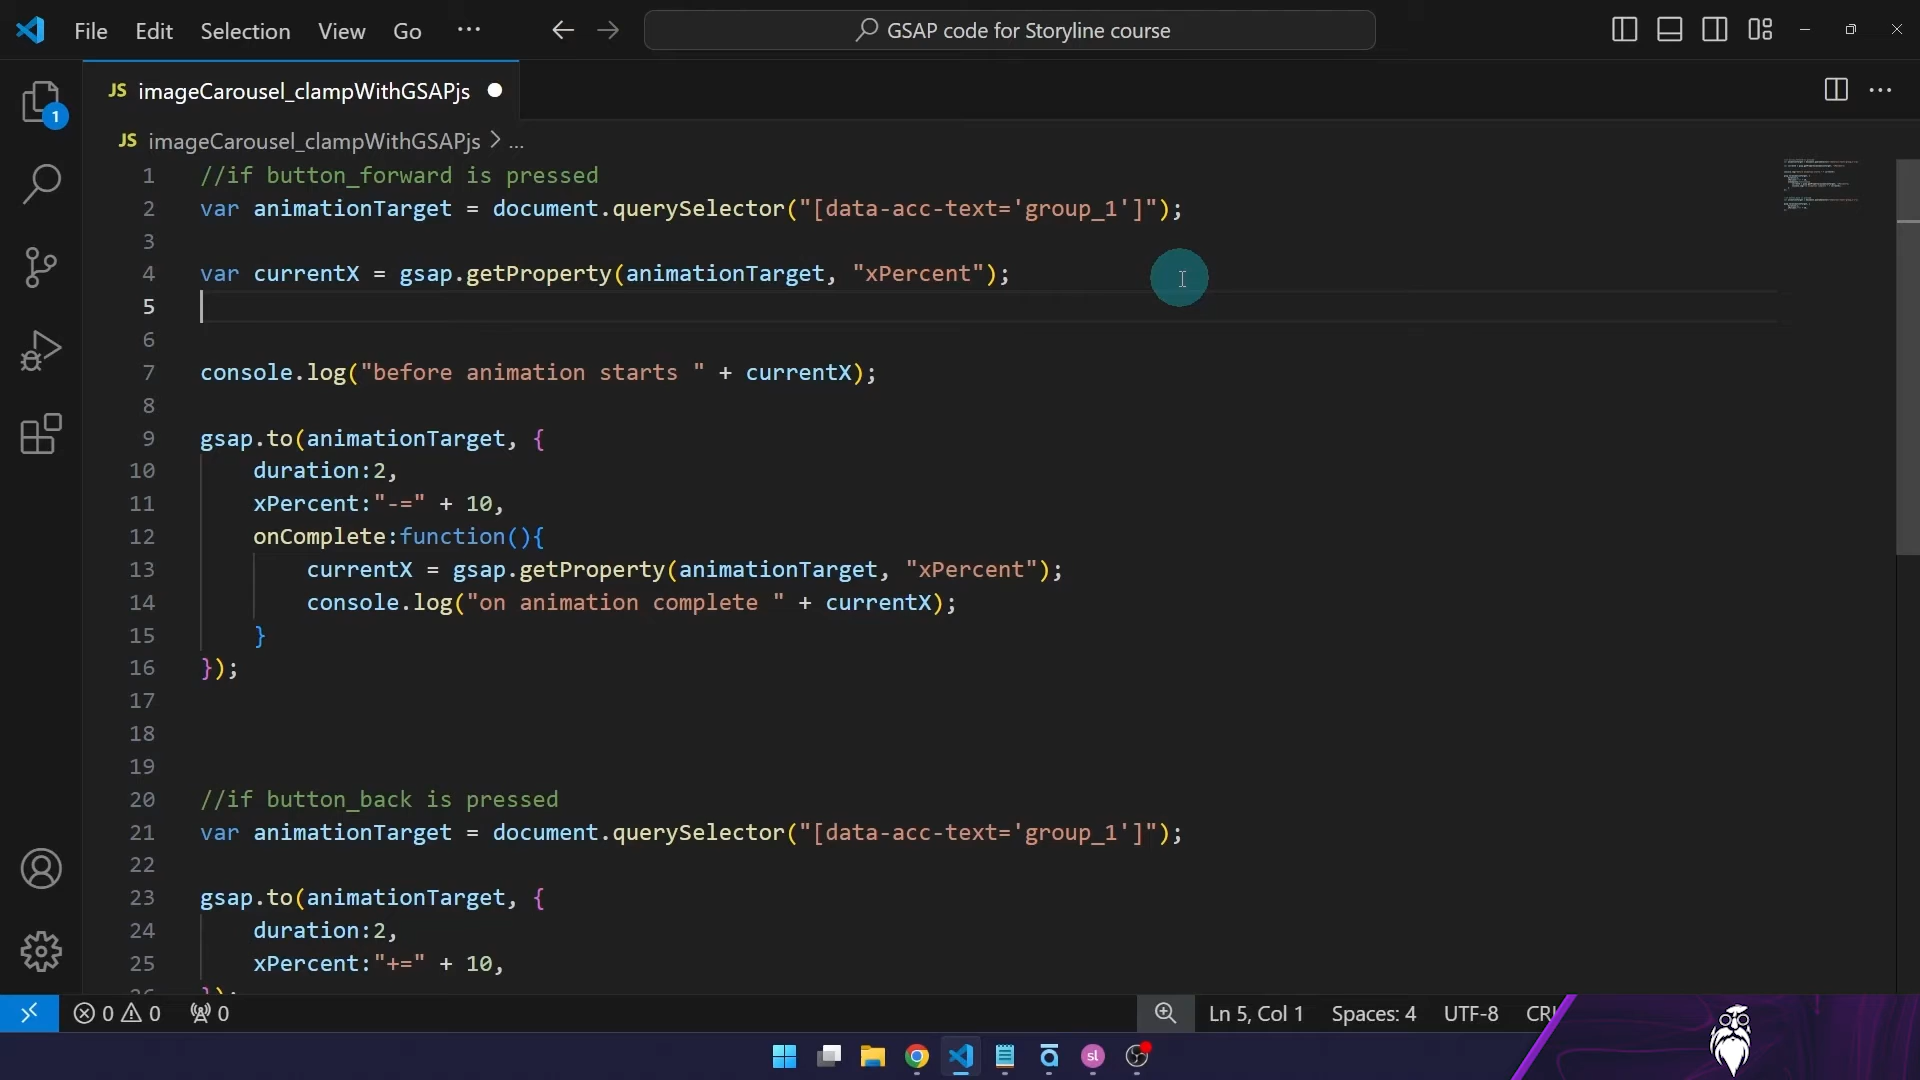 File Edit Selection View Go ... GSAP code for Storyline course
JS imageCarousel_clampWithGSAPjs
1
JS imageCarousel_clampWithGSAPjs > ...
1 //if button_forward is pressed
2 var animationTarget = document.querySelector("[data-acc-text='group_1']");
3
4 var currentX = gsap.getProperty(animationTarget, "xPercent");
5
6
7 console.log("before animation starts " + currentX);
8
9 gsap.to(animationTarget, {
10 duration:2,
11 xPercent:"-=" + 10,
12 onComplete:function(){
13 currentX = gsap.getProperty(animationTarget, "xPercent");
14 console.log("on animation complete " + currentX);
15 }
16 });
17
18
19
20 //if button_back is pressed
21 var animationTarget = document.querySelector("[data-acc-text='group_1']");
22
23 gsap.to(animationTarget, {
24 duration:2,
25 xPercent:"+=" + 10,
26 });
0 0 0 Ln 5, Col 1 Spaces: 4 UTF-8 CRL
sl